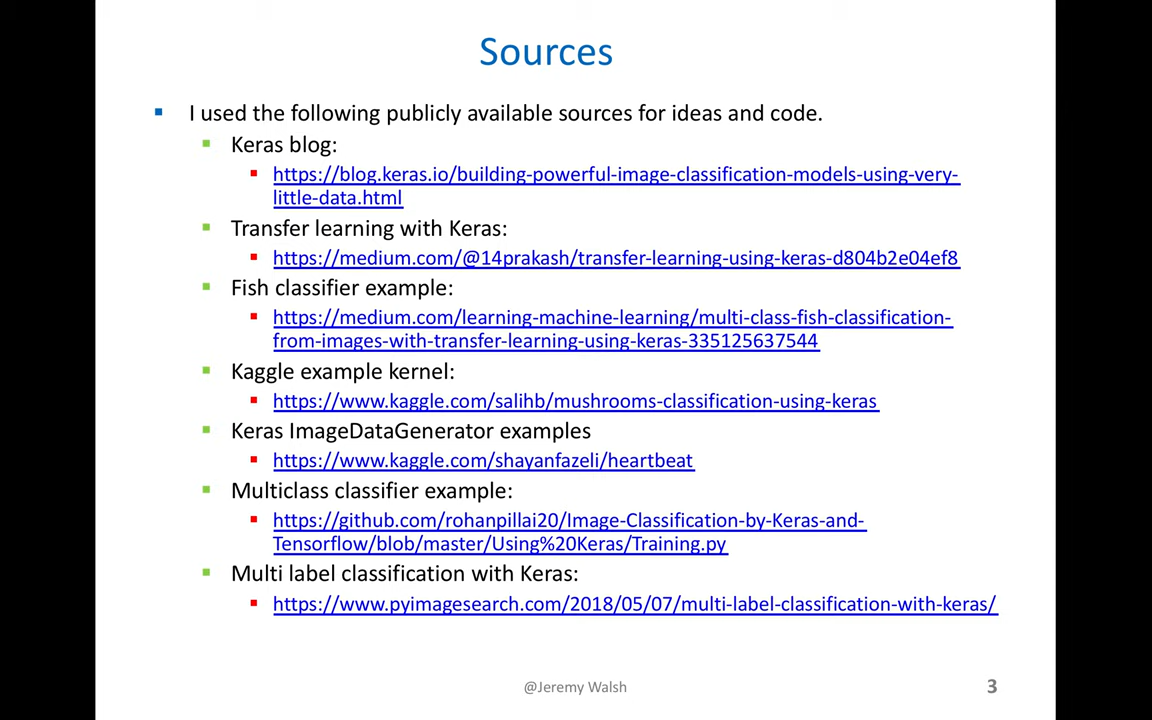 Sources
I used the following publicly available sources for ideas and code.
Keras blog:
https://blog.keras.io/building-powerful-image-classification-models-using-very-
little-data.html
Transfer learning with Keras:
https://medium.com/@14prakash/transfer-learning-using-keras-d804b2e04ef8
Fish classifier example:
https://medium.com/learning-machine-learning/multi-class-fish-classification-
from-images-with-transfer-learning-using-keras-335125637544
Kaggle example kernel:
https://www.kaggle.com/salihb/mushrooms-classification-using-keras
Keras ImageDataGenerator examples
https://www.kaggle.com/shayanfazeli/heartbeat
Multiclass classifier example:
https://github.com/rohanpillai20/Image-Classification-by-Keras-and-
Tensorflow/blob/master/Using%20Keras/Training.py
Multi label classification with Keras:
https://www.pyimagesearch.com/2018/05/07/multi-label-classification-with-keras/
@Jeremy Walsh
3